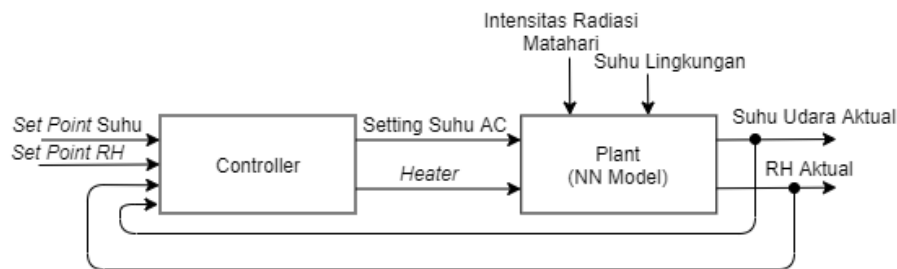 Intensitas Radiasi
Matahari
Suhu Lingkungan
Set Point Suhu
Setting Suhu AC
Suhu Udara Aktual
Set Point RH
Controller
Plant
(NN Model)
Heater
RH Aktual